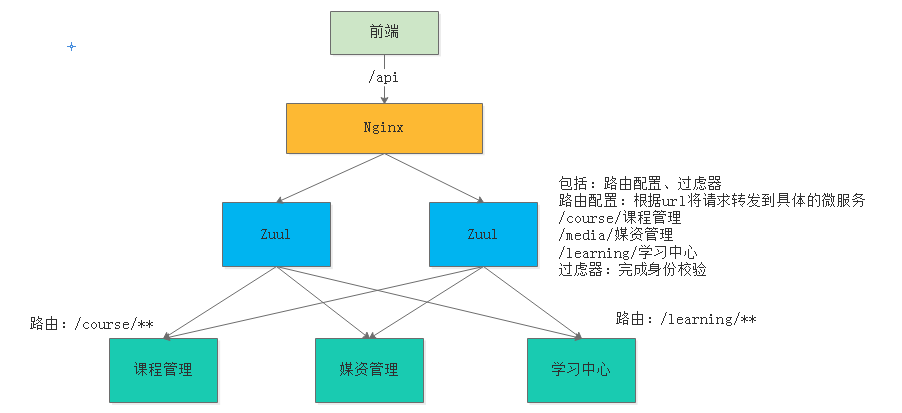 前端
/api
Nginx
包括：路由配置、过虑器
路由配置：根据url将请求转发到具体的微服务
/course/课程管理
/media/媒资管理
/learning/学习中心
过虑器：完成身份校验
Zuul
Zuul
路由：/course/**
路由：/learning/**
课程管理
媒资管理
学习中心